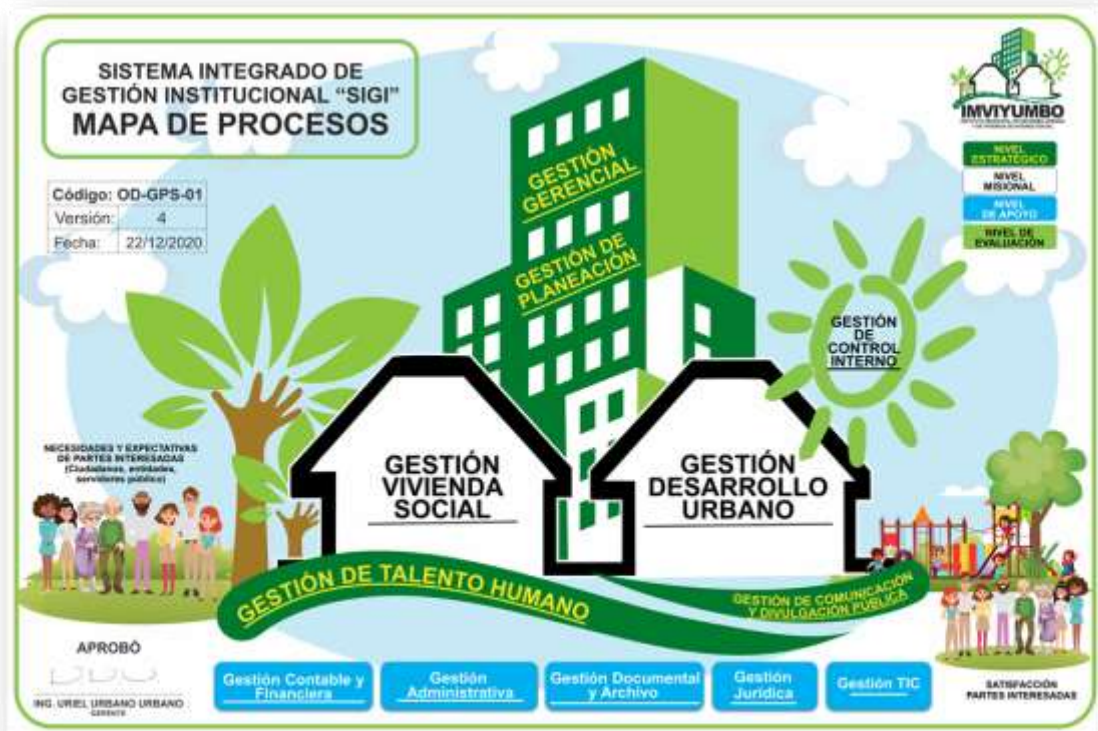 SISTEMA INTEGRADO DE
GESTIÓN INSTITUCIONAL “SIGI”
MAPA DE PROCESOS
Código: OD-GPS-01
Versión: 4
Fecha: 22/12/2020
IMVIYUMBO
NIVEL
ESTRATÉGICO
NIVEL
MISIONAL
NIVEL
DE APOYO
NIVEL DE
EVALUACIÓN
GESTIÓN
GERENCIAL
GESTIÓN DE
PLANEACIÓN
GESTIÓN
DE
CONTROL
INTERNO
NECESIDADES Y EXPECTATIVAS
DE PARTES INTERESADAS
(Ciudadanos, entidades,
servidores público)
GESTIÓN
VIVIENDA
SOCIAL
GESTIÓN
DESARROLLO
URBANO
GESTIÓN DE TALENTO HUMANO
GESTIÓN DE COMUNICACIÓN
Y DIVULGACIÓN PÚBLICA
APROBÓ
ING. URIEL URBANO URBANO
GERENTE
Gestión Contable y
Financiera
Gestión
Administrativa
Gestión Documental
y Archivo
Gestión
Jurídica
Gestión TIC
SATISFACCIÓN
PARTES INTERESADAS